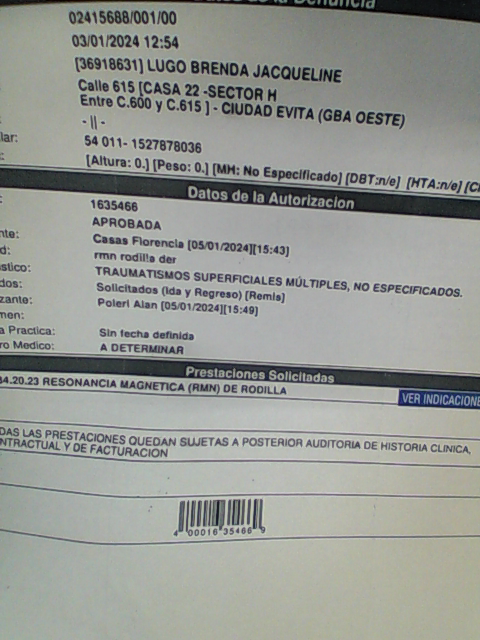 de la Denuncia
02415688/001/00
03/01/2024 12:54
[36918631] LUGO BRENDA JACQUELINE
Calle 615 [CASA 22 -SECTOR H
Entre C.600 y C.615 ] - CIUDAD EVITA (GBA OESTE)
- || -
lar: 54 011- 1527878036
: [Altura: 0.] [Peso: 0.] [MH: No Especificado] [DBT:n/e] [HTA:n/e]
Datos de la Autorizacion
: 1635466
APROBADA
nte: Casas Florencia [05/01/2024][15:43]
d: rmn rodilla der
stico: TRAUMATISMOS SUPERFICIALES MÚLTIPLES, NO ESPECIFICADOS.
dos: Solicitados (Ida y Regreso) [Remis]
zante: Poleri Alan [05/01/2024][15:49]
men:
a Practica: Sin fecha definida
ro Medico: A DETERMINAR
Prestaciones Solicitadas
34.20.23 RESONANCIA MAGNETICA (RMN) DE RODILLA
VER INDICACIONE
DAS LAS PRESTACIONES QUEDAN SUJETAS A POSTERIOR AUDITORIA DE HISTORIA CLINICA,
NTRACTUAL Y DE FACTURACION
4 00016 35466 9